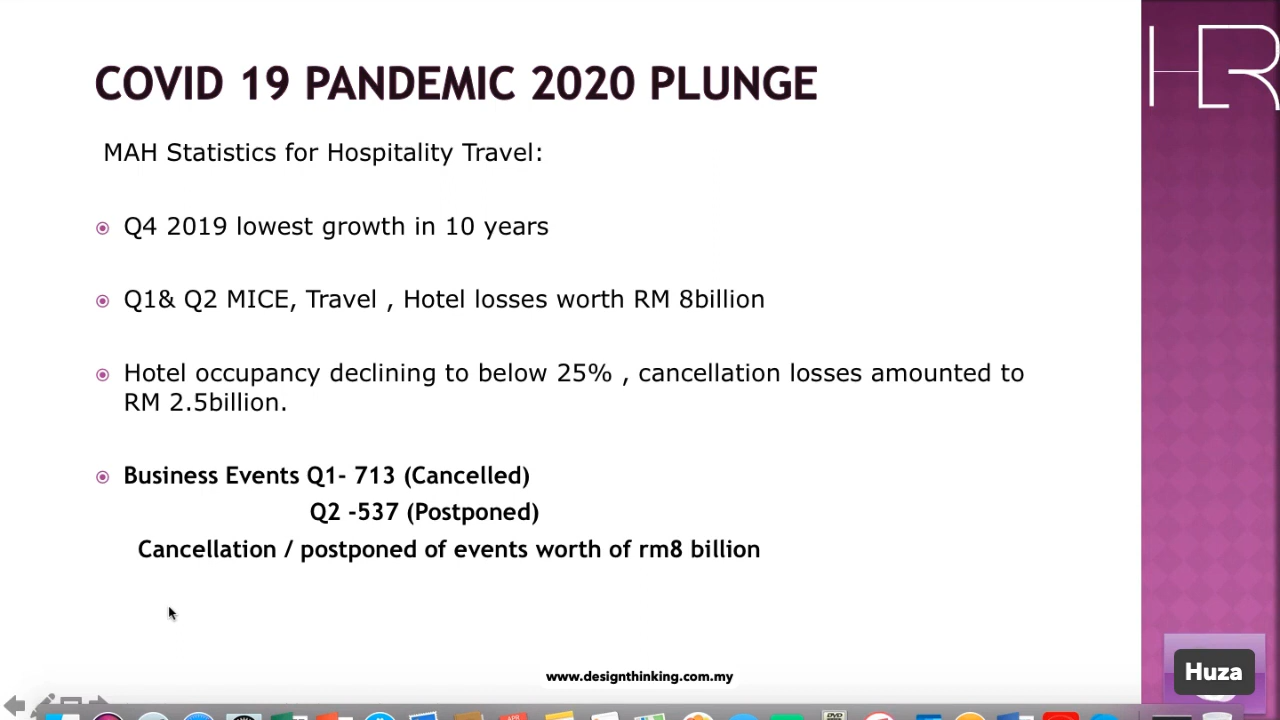 HR
COVID 19 PANDEMIC 2020 PLUNGE
MAH Statistics for Hospitality Travel:
Q4 2019 lowest growth in 10 years
Q1& Q2 MICE, Travel , Hotel losses worth RM 8billion
Hotel occupancy declining to below 25% , cancellation losses amounted to
RM 2.5billion.
Business Events Q1- 713 (Cancelled)
Q2 -537 (Postponed)
Cancellation / postponed of events worth of rm8 billion
www.designthinking.com.my
Huza